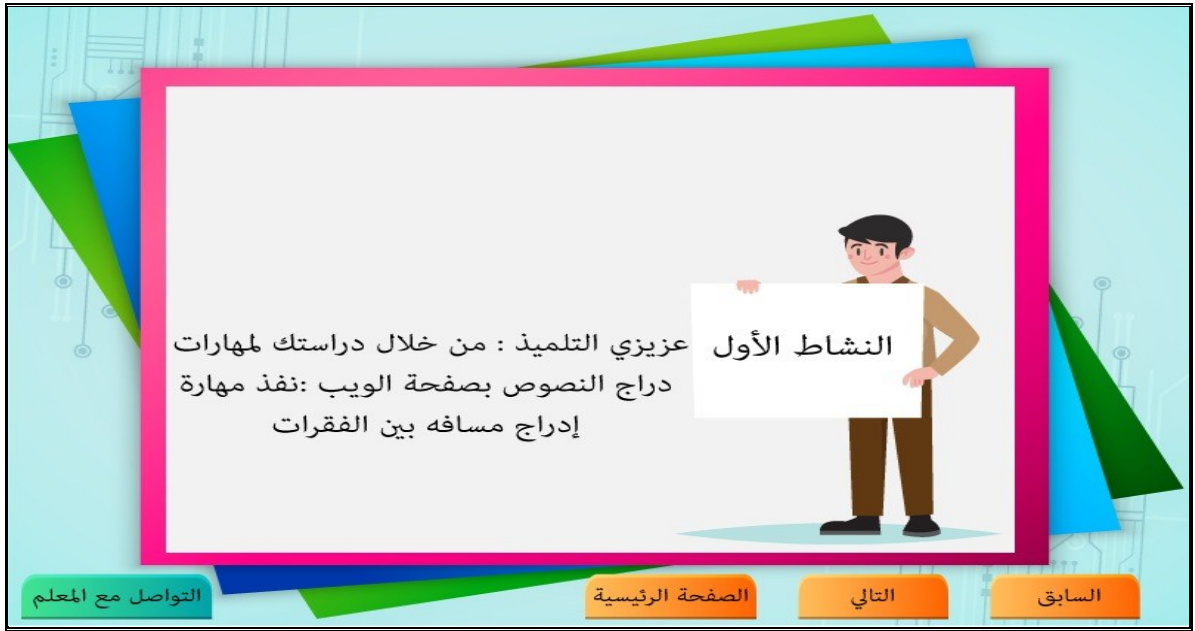 النشاط الأول
عزيزي التلميذ : من خلال دراستك لمهارات
دراج النصوص بصفحة الويب :نفذ مهارة
إدراج مسافه بين الفقرات
السابق
التالي
الصفحة الرئيسية
التواصل مع المعلم